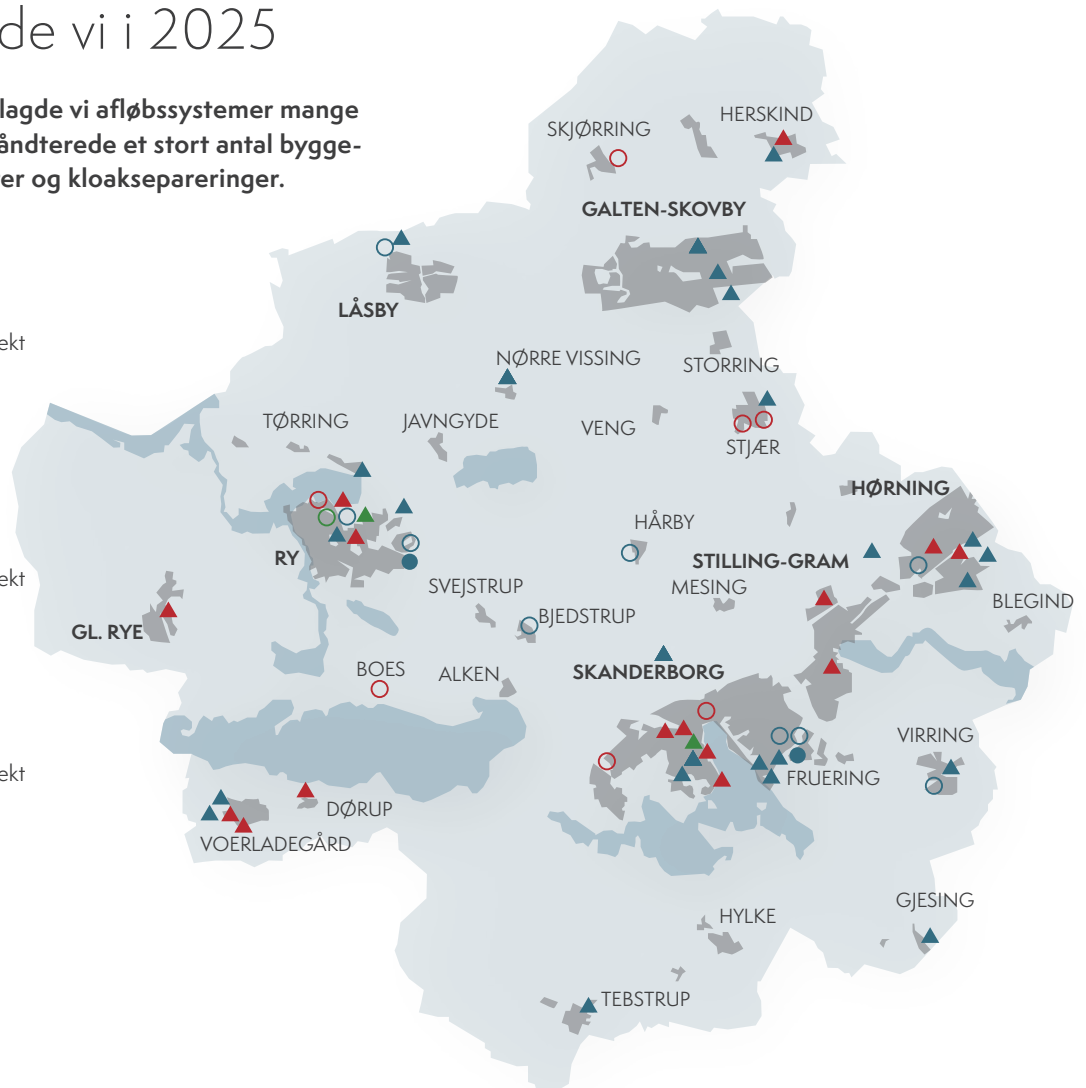 de vi i 2025
lagde vi afløbssystemer mange
åndterede et stort antal bygge-
er og kloaksepareringer.
ekt
ekt
ekt
SKJØRRING
HERSKIND
GALTEN-SKOVBY
LÅSBY
NØRRE VISSING
STORRING
TØRRING
JAVNGYDE
VENG
STJÆR
HØRNING
HÅRBY
STILLING-GRAM
RY
SVEJSTRUP
MESING
BLEGIND
BJEDSTRUP
GL. RYE
BOES
ALKEN
SKANDERBORG
VIRRING
FRUERING
DØRUP
VOERLADEGÅRD
GJESING
HYLKE
TEBSTRUP